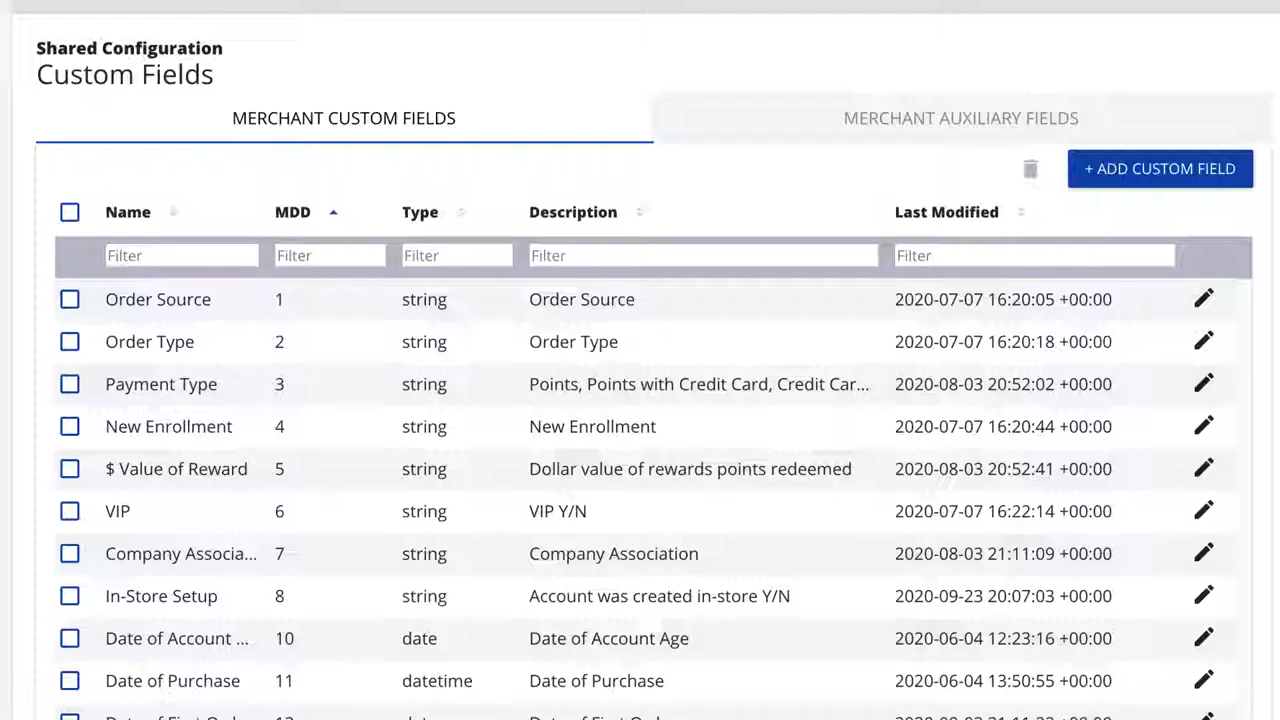 Shared Configuration
Custom Fields
MERCHANT CUSTOM FIELDS MERCHANT AUXILIARY FIELDS
+ ADD CUSTOM FIELD
Name MDD Type Description Last Modified
Filter Filter Filter Filter Filter
Order Source 1 string Order Source 2020-07-07 16:20:05 +00:00
Order Type 2 string Order Type 2020-07-07 16:20:18 +00:00
Payment Type 3 string Points, Points with Credit Card, Credit Car... 2020-08-03 20:52:02 +00:00
New Enrollment 4 string New Enrollment 2020-07-07 16:20:44 +00:00
$ Value of Reward 5 string Dollar value of rewards points redeemed 2020-08-03 20:52:41 +00:00
VIP 6 string VIP Y/N 2020-07-07 16:22:14 +00:00
Company Associa... 7 string Company Association 2020-08-03 21:11:09 +00:00
In-Store Setup 8 string Account was created in-store Y/N 2020-09-23 20:07:03 +00:00
Date of Account ... 10 date Date of Account Age 2020-06-04 12:23:16 +00:00
Date of Purchase 11 datetime Date of Purchase 2020-06-04 13:50:55 +00:00